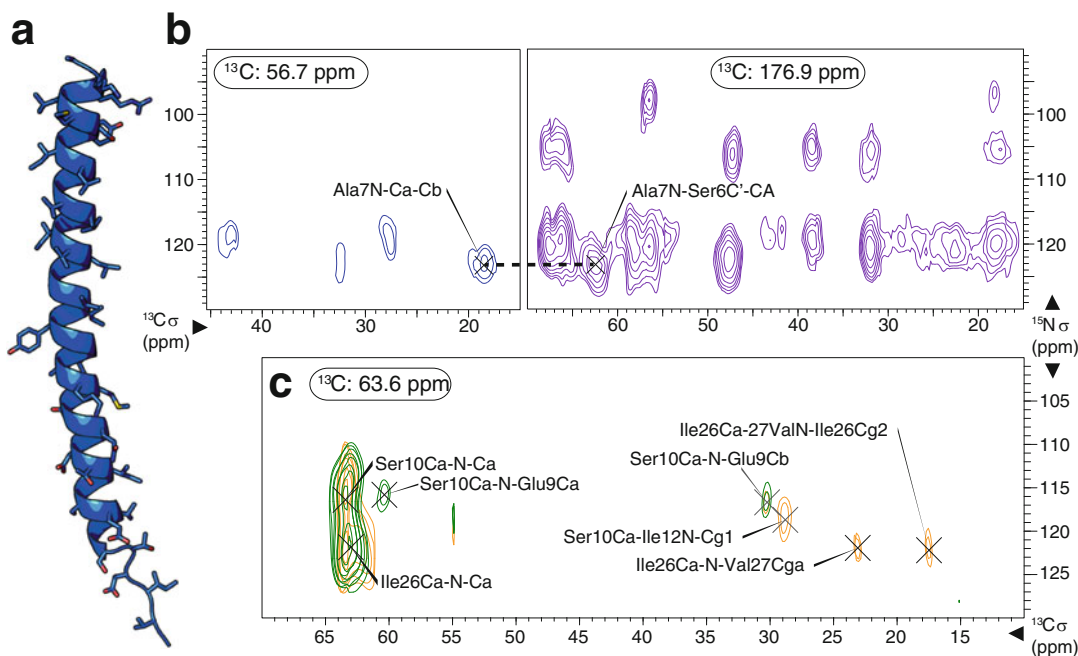 a
b
¹³C: 56.7 ppm
¹³C: 176.9 ppm
100
110
120
Ala7N-Ca-Cb
Ala7N-Ser6C'-CA
100
110
120
¹³Cσ
(ppm)
40
30
20
60
50
40
30
20
¹⁵Nσ
(ppm)
c
¹³C: 63.6 ppm
105
110
115
120
125
Ile26Ca-27ValN-Ile26Cg2
Ser10Ca-N-Ca
Ser10Ca-N-Glu9Cb
Ser10Ca-N-Glu9Ca
Ser10Ca-Ile12N-Cg1
Ile26Ca-N-Val27Cga
Ile26Ca-N-Ca
65
60
55
50
45
40
35
30
25
20
15
¹³Cσ
(ppm)